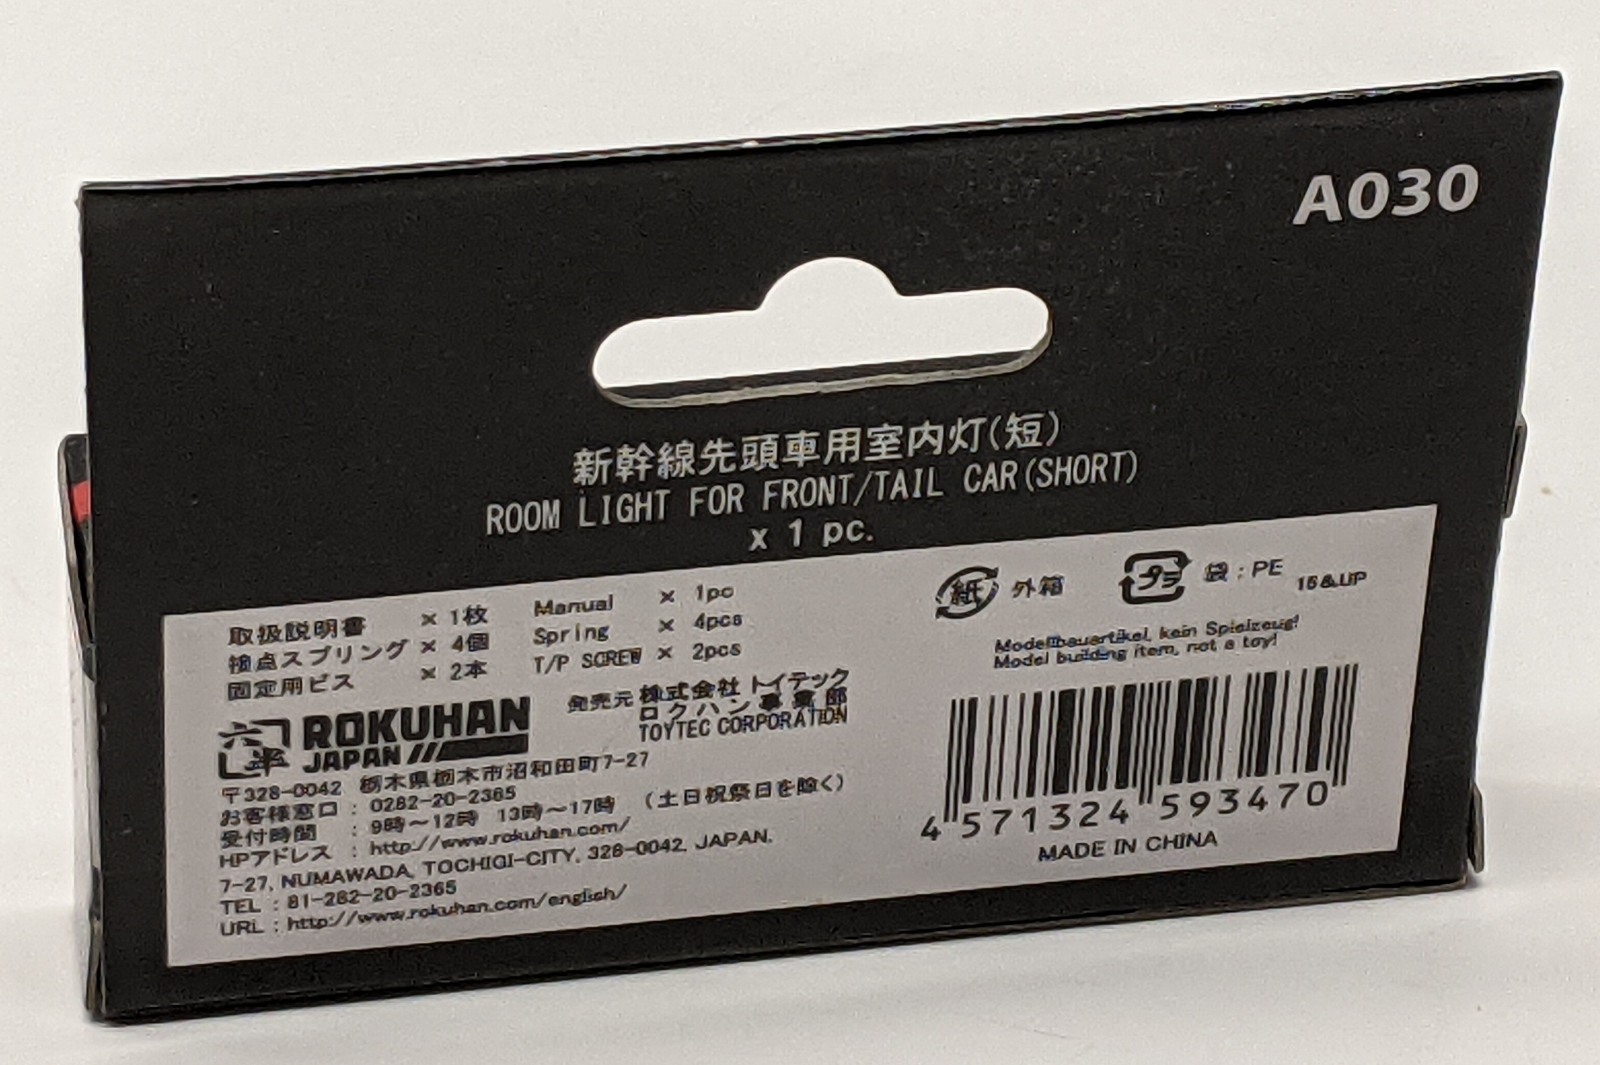 A030
新幹線先頭車用室内灯(短)
ROOM LIGHT FOR FRONT/TAIL CAR(SHORT)
x 1 pc.
取扱説明書 × 1枚 Manual × 1pc
接点スプリング × 4個 Spring × 4pcs
固定用ビス × 2本 T/P SCREW × 2pcs
紙 外箱 プラ 袋:PE 15&UP
Modellbauartikel, kein Spielzeug!
Model building item, not a toy!
六半 ROKUHAN
JAPAN
発売元 株式会社 トイテック
ロクハン事業部
TOYTEC CORPORATION
〒328-0042 栃木県栃木市沼和田町7-27
お客様窓口 : 0282-20-2365
受付時間 : 9時～12時 13時～17時 (土日祝祭日を除く)
HPアドレス : http://www.rokuhan.com/
7-27, NUMAWADA, TOCHIGI-CITY, 328-0042, JAPAN.
TEL : 81-282-20-2365
URL : http://www.rokuhan.com/english/
4 571324 593470
MADE IN CHINA